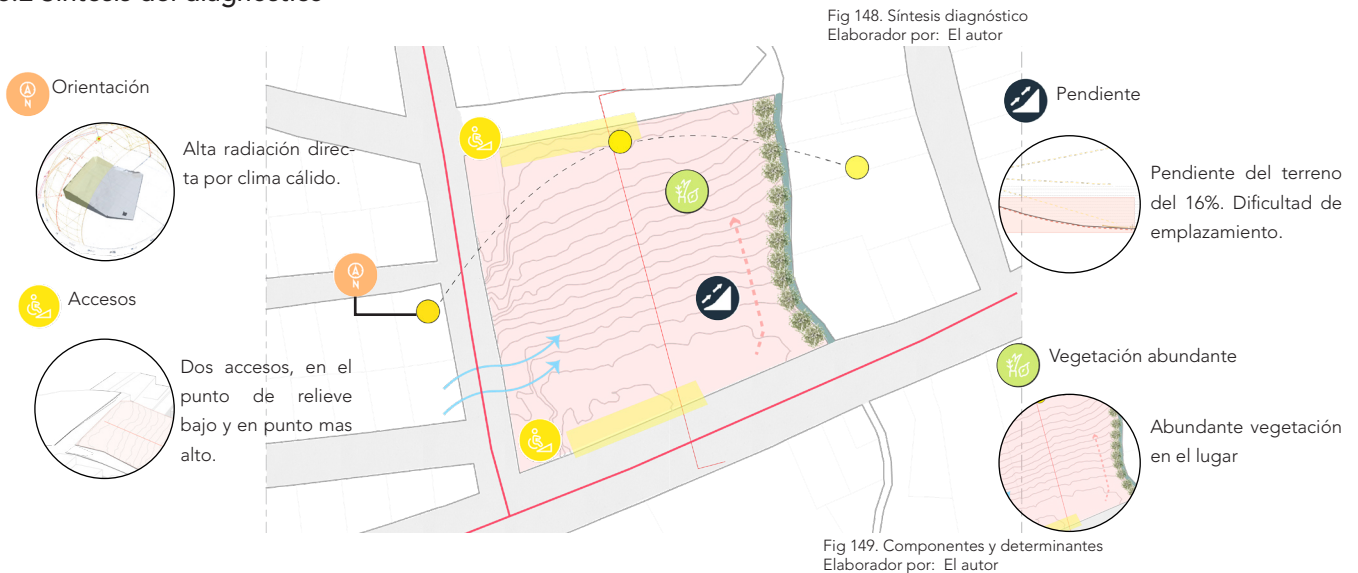 Síntesis del diagnóstico
Fig 148. Síntesis diagnóstico
Elaborador por: El autor
Orientación
Alta radiación direc-
ta por clima cálido.
Accesos
Dos accesos, en el
punto de relieve
bajo y en punto mas
alto.
Pendiente
Pendiente del terreno
del 16%. Dificultad de
emplazamiento.
Vegetación abundante
Abundante vegetación
en el lugar
Fig 149. Componentes y determinantes
Elaborador por: El autor
N
N